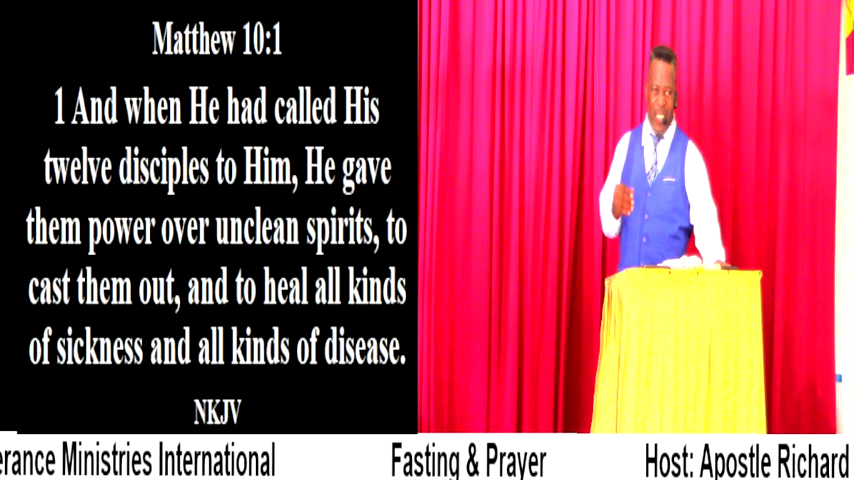 Matthew 10:1
1 And when He had called His
twelve disciples to Him, He gave
them power over unclean spirits, to
cast them out, and to heal all kinds
of sickness and all kinds of disease.
NKJV
erance Ministries International Fasting & Prayer Host: Apostle Richard